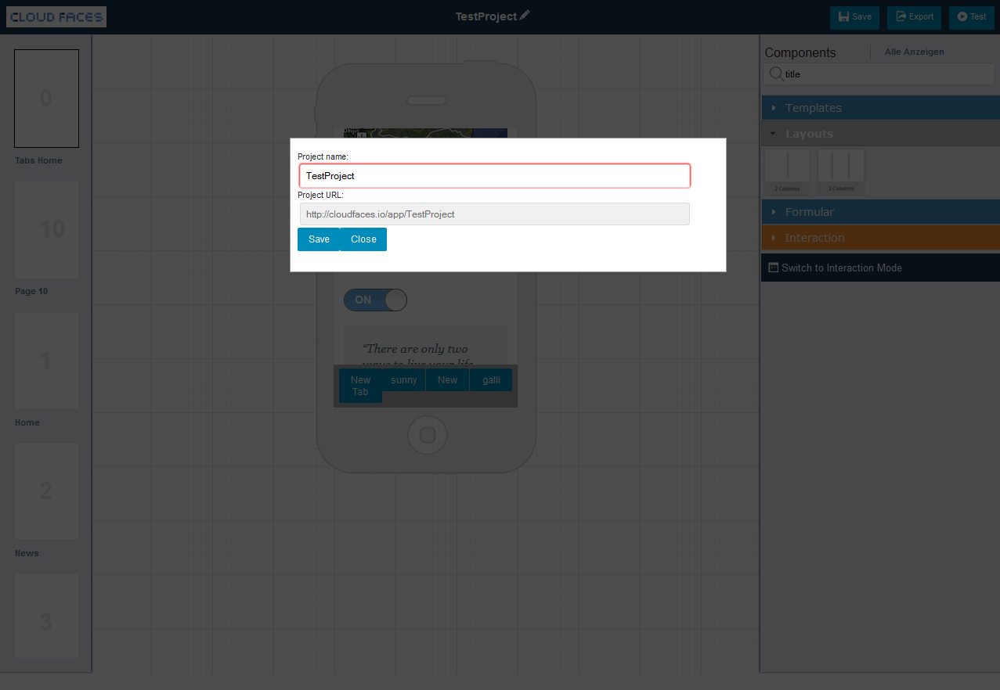 CLOUD FACES
TestProject
Save
Export
Test
0
Tabs Home
10
Page 10
1
Home
2
News
3
Project name:
TestProject
Project URL:
http://cloudfaces.io/app/TestProject
Save
Close
ON
“There are only two
ways to live your life
New Tab
sunny
New
galli
Components
Alle Anzeigen
title
Templates
Layouts
2 Columns
3 Columns
Formular
Interaction
Switch to Interaction Mode